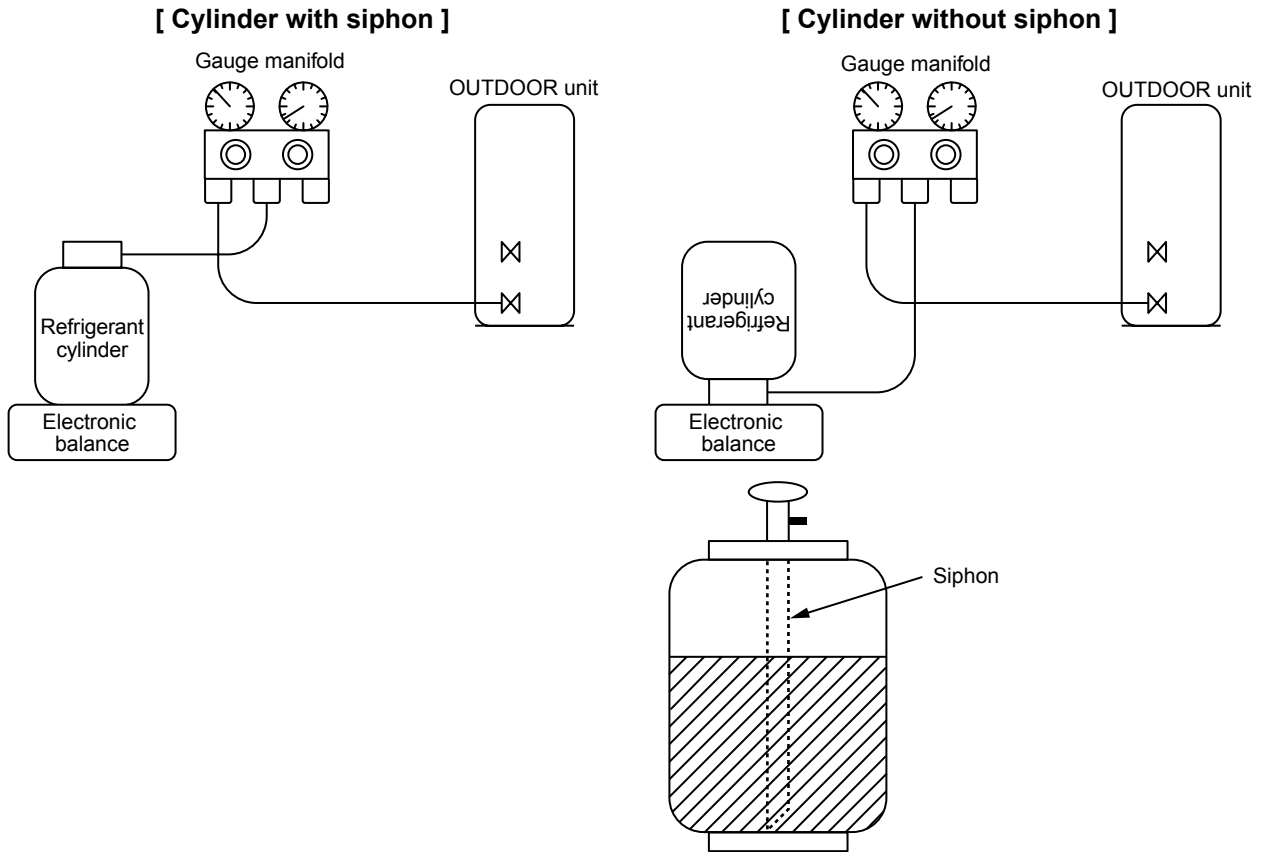 [ Cylinder with siphon ]
Gauge manifold
OUTDOOR unit
Refrigerant
cylinder
Electronic
balance
[ Cylinder without siphon ]
Gauge manifold
OUTDOOR unit
Refrigerant
cylinder
Electronic
balance
Siphon